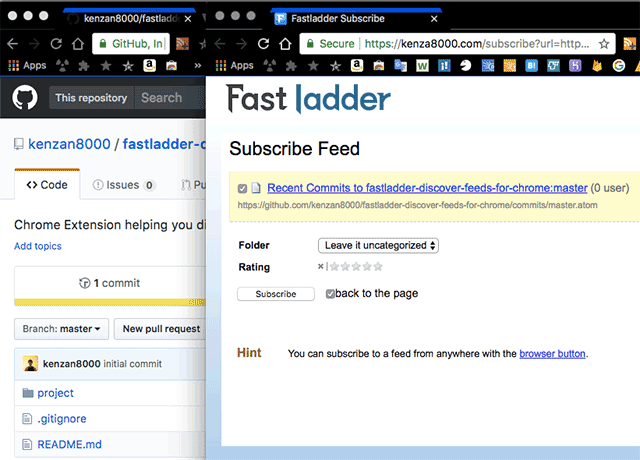 kenzan8000/fastladder
GitHub, In
Apps
»
This repository
Search
kenzan8000 / fastladder-d
Code
Issues 0
Pu
Chrome Extension helping you di
Add topics
1 commit
Branch: master
New pull request
kenzan8000 initial commit
project
.gitignore
README.md
Fastladder Subscribe
Secure
https://kenza8000.com/subscribe?url=http...
Apps
Fast ladder
Subscribe Feed
Recent Commits to fastladder-discover-feeds-for-chrome:master (0 user)
https://github.com/kenzan8000/fastladder-discover-feeds-for-chrome/commits/master.atom
Folder Leave it uncategorized
Rating
Subscribe back to the page
Hint You can subscribe to a feed from anywhere with the browser button.